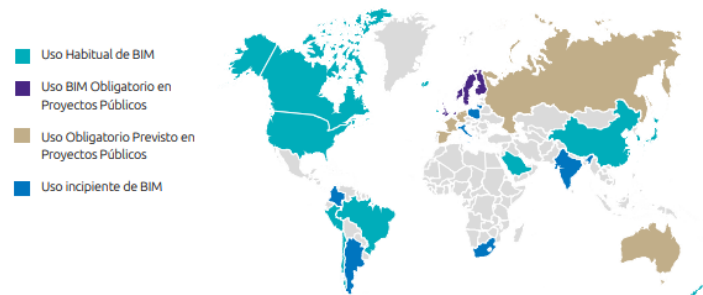 Uso Habitual de BIM
Uso BIM Obligatorio en
Proyectos Públicos
Uso Obligatorio Previsto en
Proyectos Públicos
Uso incipiente de BIM